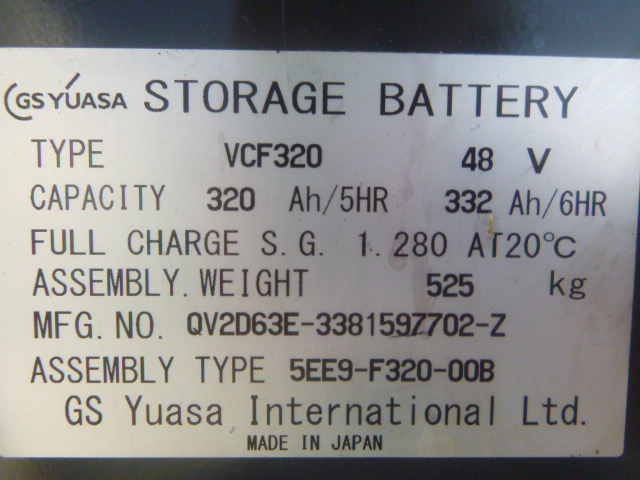 GS YUASA STORAGE BATTERY
TYPE VCF320 48 V
CAPACITY 320 Ah/5HR 332 Ah/6HR
FULL CHARGE S.G. 1.280 AT20℃
ASSEMBLY.WEIGHT 525 kg
MFG.NO. QV2D63E-338159Z702-Z
ASSEMBLY TYPE 5EE9-F320-00B
GS Yuasa International Ltd.
MADE IN JAPAN